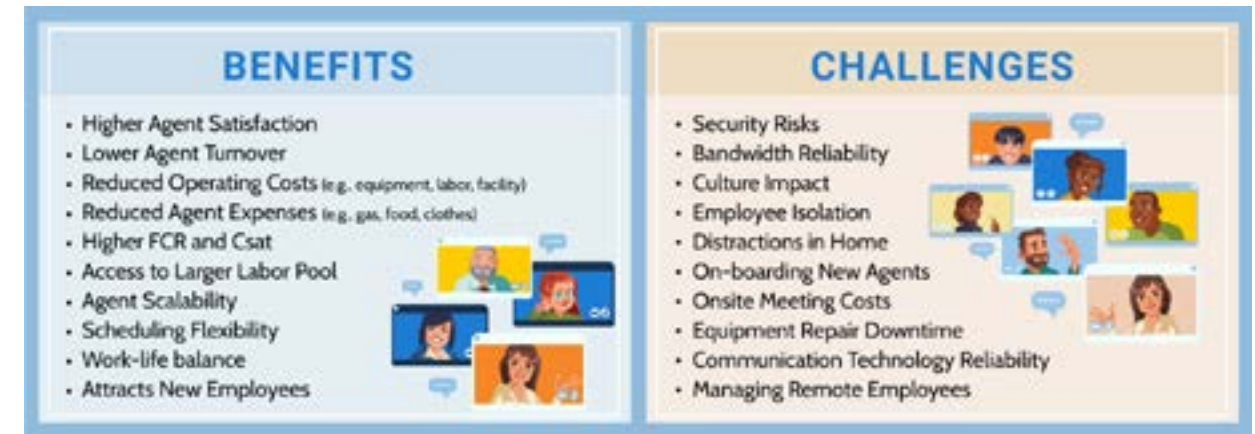 BENEFITS
• Higher Agent Satisfaction
• Lower Agent Turnover
• Reduced Operating Costs (e.g., equipment, labor, facility)
• Reduced Agent Expenses (e.g., gas, food, clothes)
• Higher FCR and Csat
• Access to Larger Labor Pool
• Agent Scalability
• Scheduling Flexibility
• Work-life balance
• Attracts New Employees
CHALLENGES
• Security Risks
• Bandwidth Reliability
• Culture Impact
• Employee Isolation
• Distractions in Home
• On-boarding New Agents
• Onsite Meeting Costs
• Equipment Repair Downtime
• Communication Technology Reliability
• Managing Remote Employees